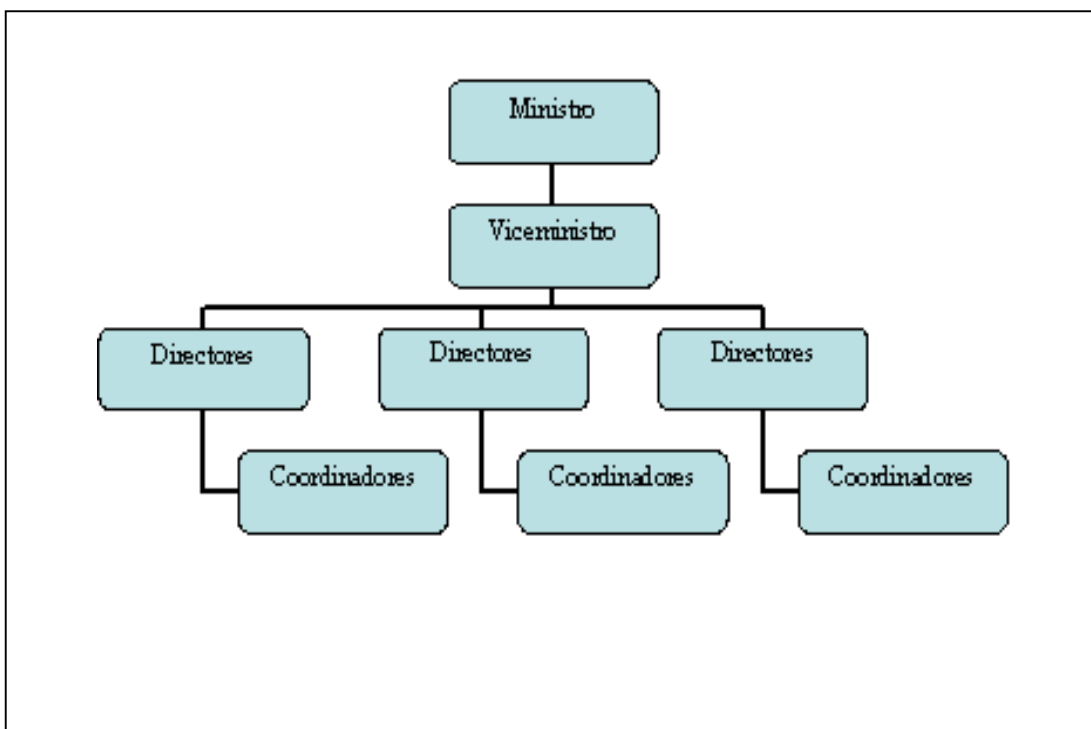 Ministro
Viceministro
Directores
Directores
Directores
Coordinadores
Coordinadores
Coordinadores